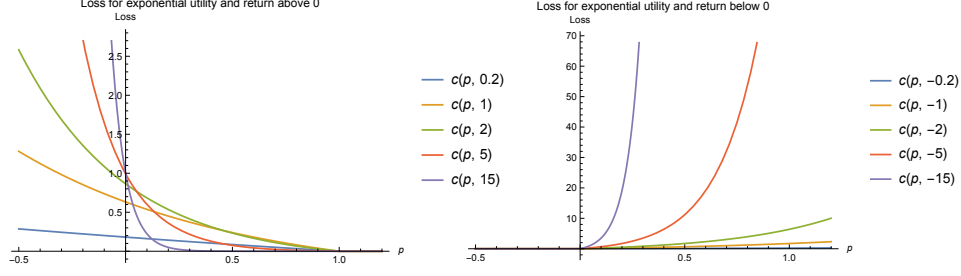 Loss for exponential utility and return above 0
Loss
2.5
2.0
1.5
1.0
0.5
-0.5
0.5
1.0
p
c(p, 0.2)
c(p, 1)
c(p, 2)
c(p, 5)
c(p, 15)
Loss for exponential utility and return below 0
Loss
70
60
50
40
30
20
10
-0.5
0.5
1.0
p
c(p, -0.2)
c(p, -1)
c(p, -2)
c(p, -5)
c(p, -15)